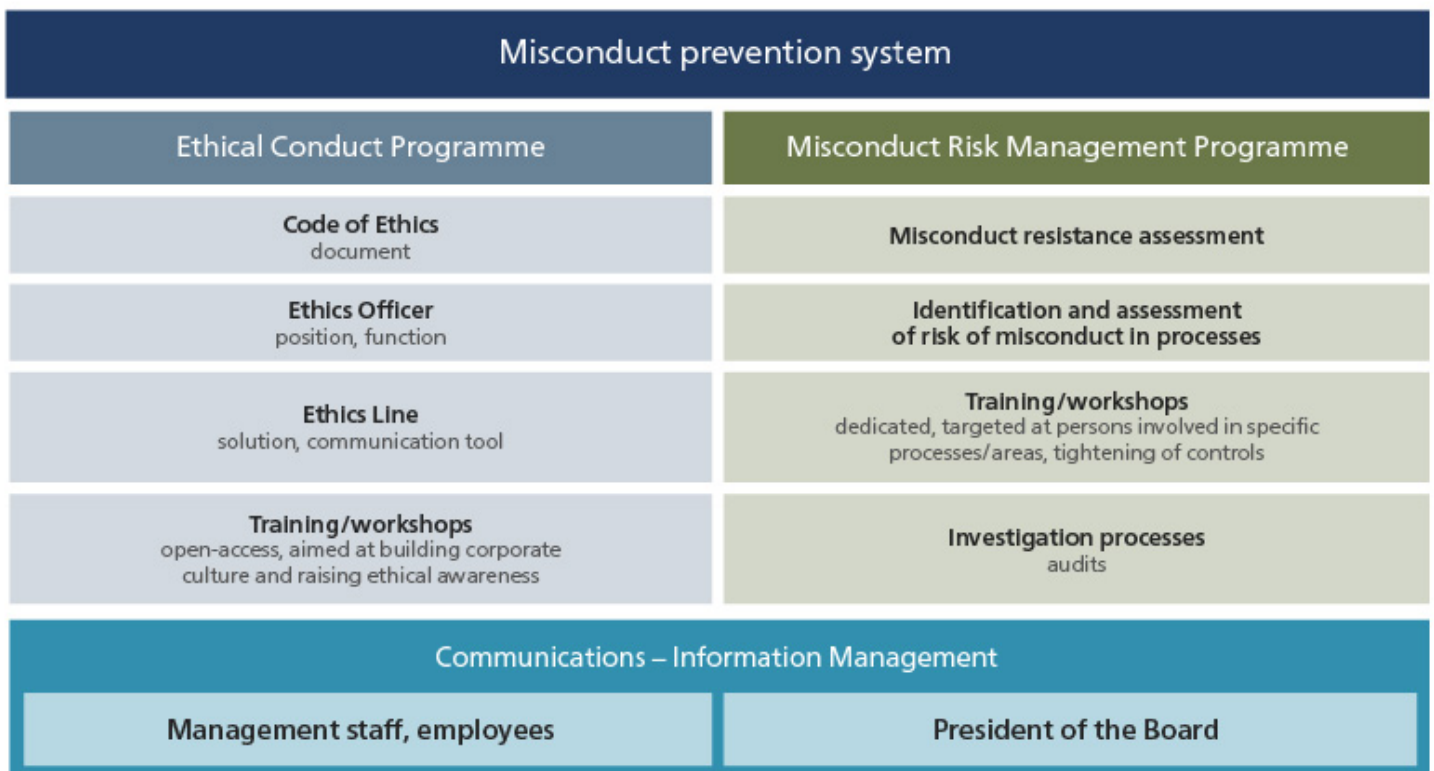 Misconduct prevention system
Ethical Conduct Programme
Code of Ethics
document
Ethics Officer
position, function
Ethics Line
solution, communication tool
Training/workshops
open-access, aimed at building corporate
culture and raising ethical awareness
Misconduct Risk Management Programme
Misconduct resistance assessment
Identification and assessment
of risk of misconduct in processes
Training/workshops
dedicated, targeted at persons involved in specific
processes/areas, tightening of controls
Investigation processes
audits
Communications – Information Management
Management staff, employees
President of the Board